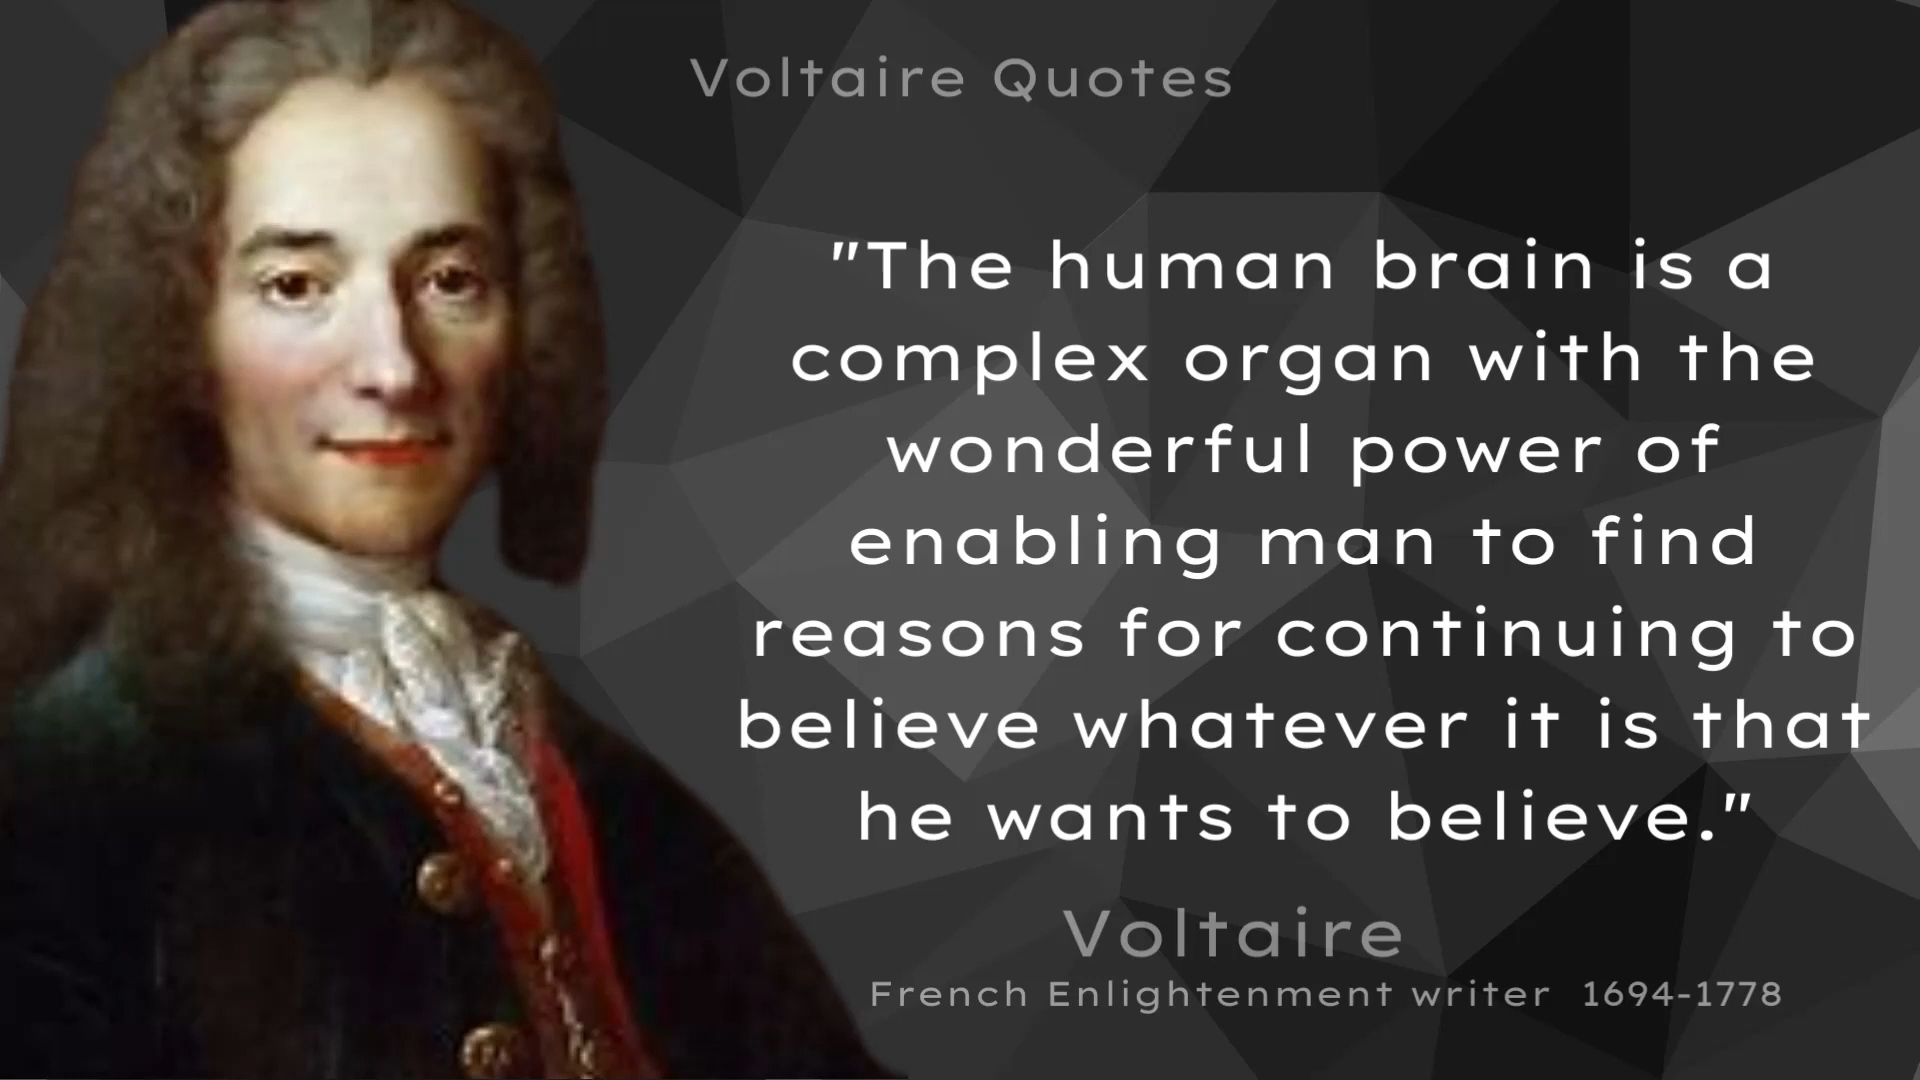 Voltaire Quotes
"The human brain is a
complex organ with the
wonderful power of
enabling man to find
reasons for continuing to
believe whatever it is that
he wants to believe."
Voltaire
French Enlightenment writer 1694-1778